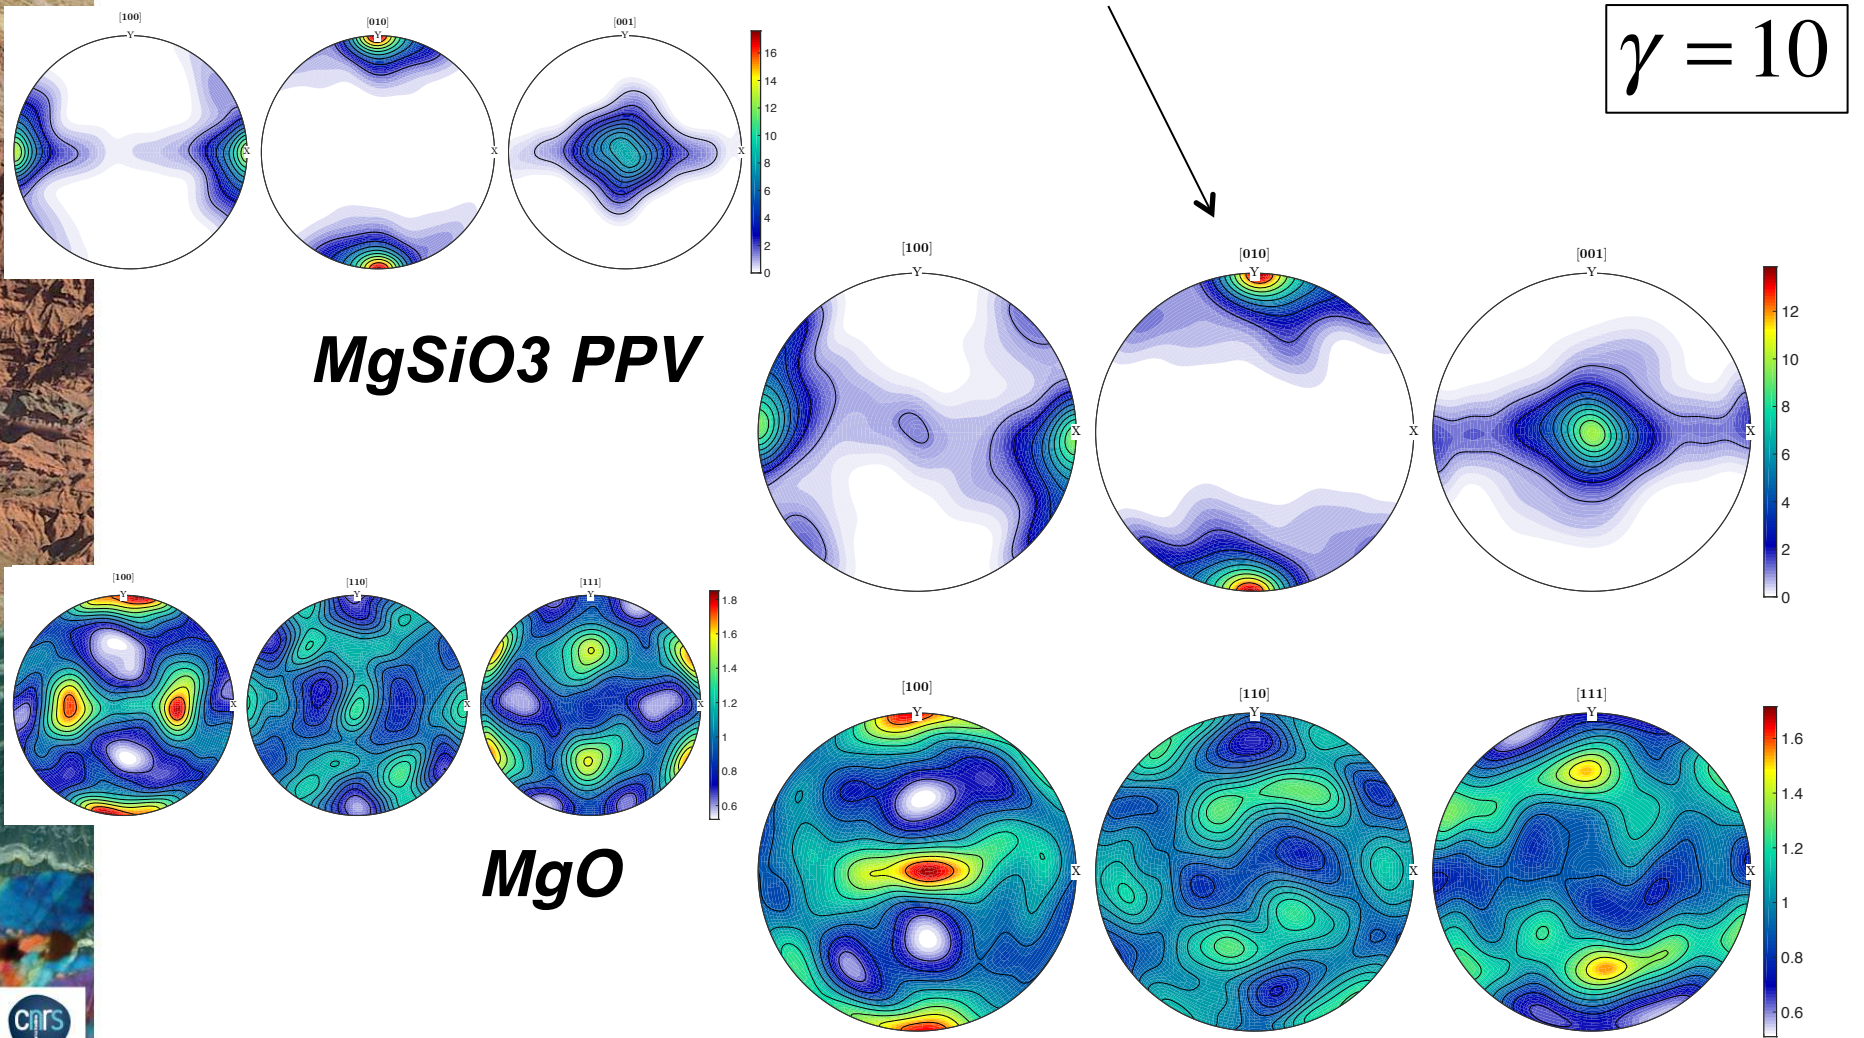 [100] [010] [001]
Y Y Y
X X X
16
14
12
10
8
6
4
2
0
γ = 10
MgSiO3 PPV
[100] [010] [001]
Y Y Y
X X X
12
10
8
6
4
2
0
[100] [110] [111]
Y Y Y
X X X
1.8
1.6
1.4
1.2
1
0.8
0.6
MgO
[100] [110] [111]
Y Y Y
X X X
1.6
1.4
1.2
1
0.8
0.6
cnrs